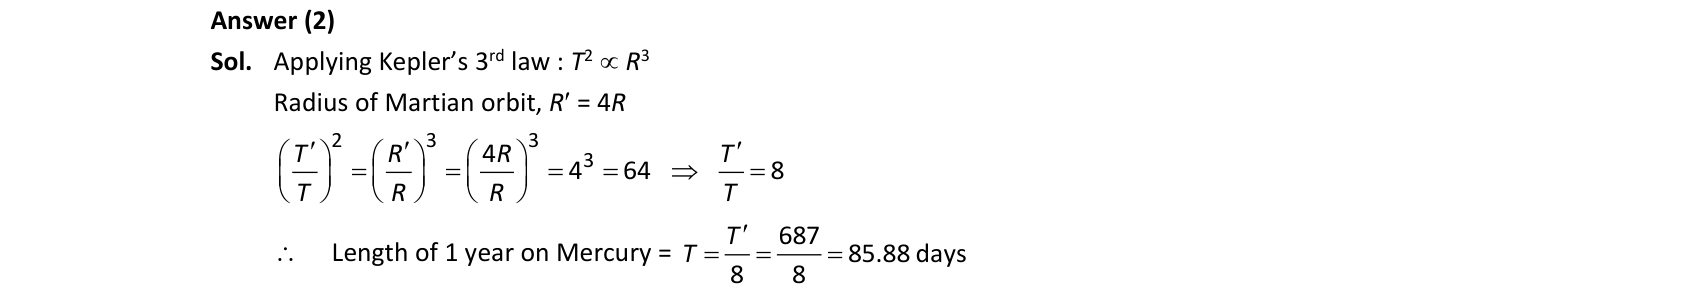 Answer (2)
Sol. Applying Kepler’s 3rd law : T² ∝ R³
Radius of Martian orbit, R′ = 4R
(T′/T)² = (R′/R)³ = (4R/R)³ = 4³ = 64 ⇒ T′/T = 8
∴ Length of 1 year on Mercury = T = T′/8 = 687/8 = 85.88 days